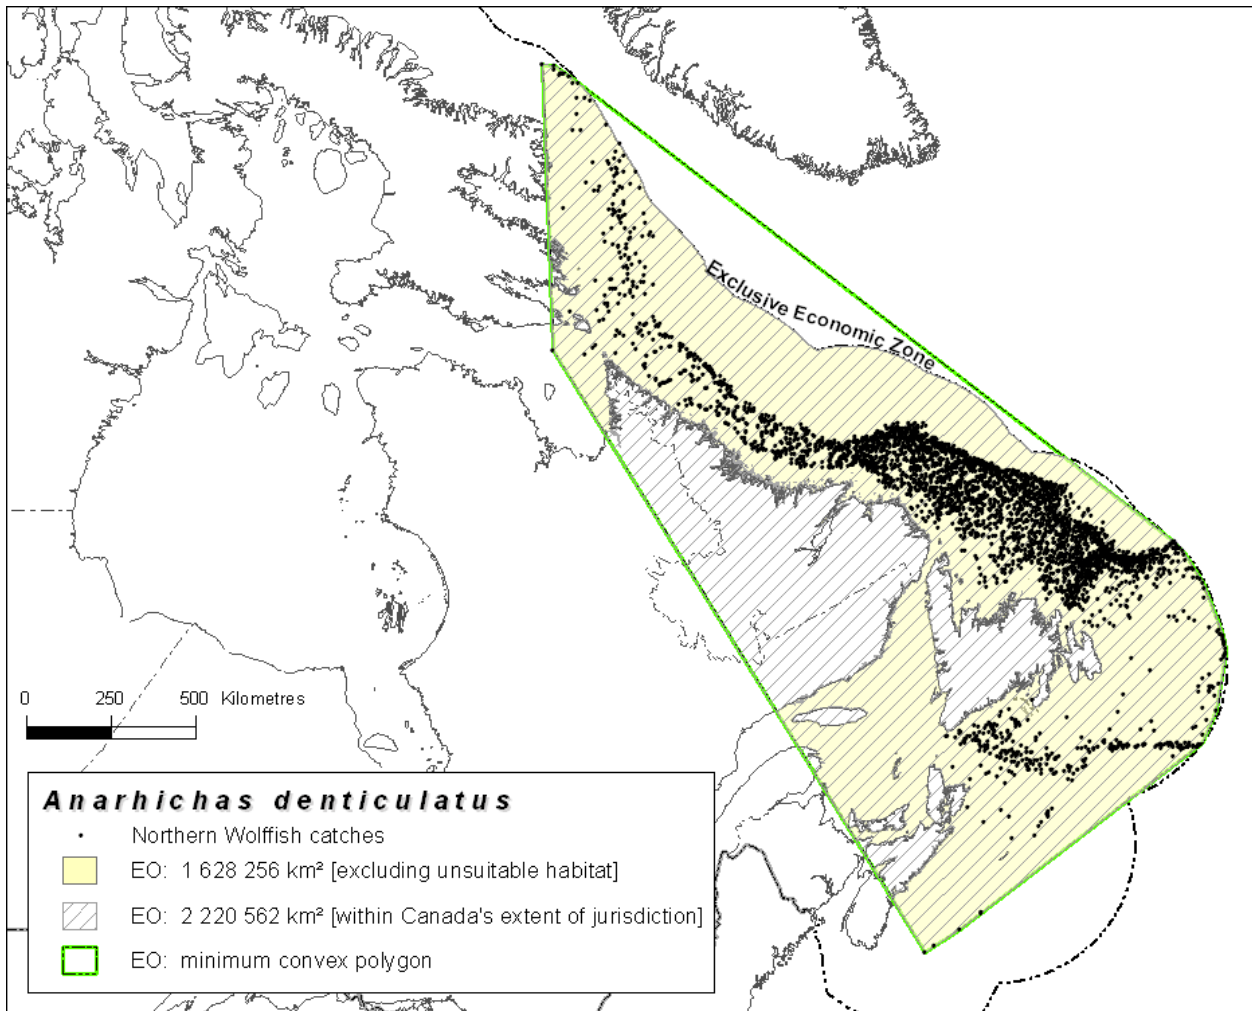 Exclusive Economic Zone
0 250 500 Kilometres
Anarhichas denticulatus
Northern Wolffish catches
EO: 1 628 256 km² [excluding unsuitable habitat]
EO: 2 220 562 km² [within Canada's extent of jurisdiction]
EO: minimum convex polygon